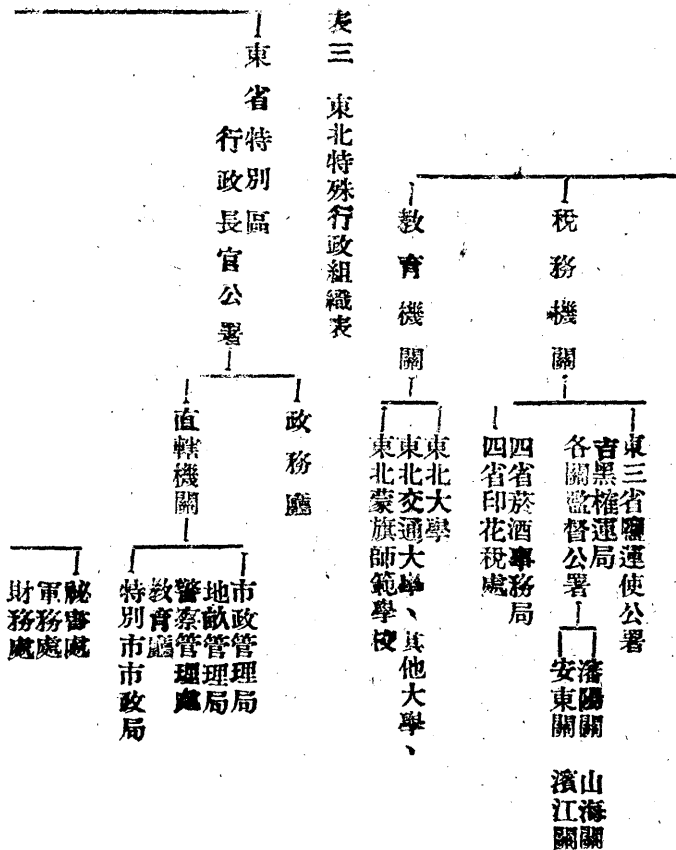 稅務機關
東三省鹽運使公署
吉黑榷運局
各關監督公署
瀋陽關 山海關
安東關 濱江關
四省菸酒事務局
四省印花稅處
教育機關
東北大學
東北交通大學、其他大學、
東北蒙旗師範學校
表三 東北特殊行政組織表
東省特別區
行政長官公署
政務廳
直轄機關
市政管理局
地畝管理局
警察管理處
教育廳
特別市市政局
秘書處
軍務處
財務處